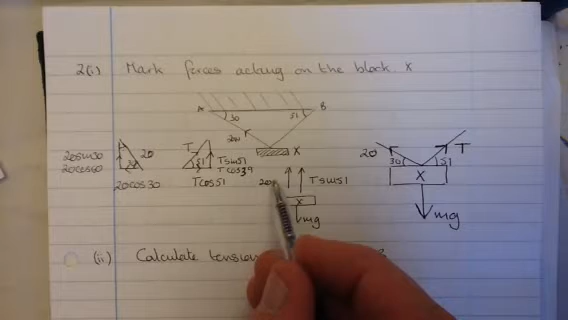 2(i) Mark forces acting on the block X
A B
30 51
20N
X
20sin30 20
20cos60
20cos30
T
51
Tsin51
Tcos39
Tcos51
20 Tsin51
X
mg
20 T
30 51
X
mg
(ii) Calculate tension